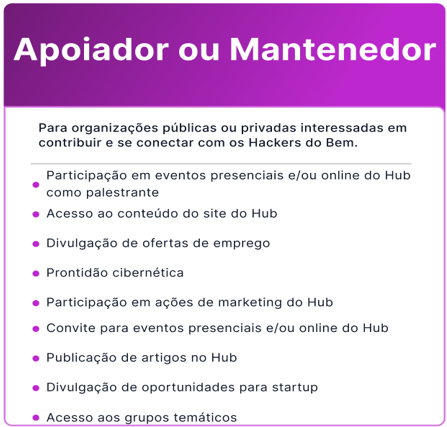 Apoiador ou Mantenedor
Para organizações públicas ou privadas interessadas em
contribuir e se conectar com os Hackers do Bem.
Participação em eventos presenciais e/ou online do Hub
como palestrante
Acesso ao conteúdo do site do Hub
Divulgação de ofertas de emprego
Prontidão cibernética
Participação em ações de marketing do Hub
Convite para eventos presenciais e/ou online do Hub
Publicação de artigos no Hub
Divulgação de oportunidades para startup
Acesso aos grupos temáticos